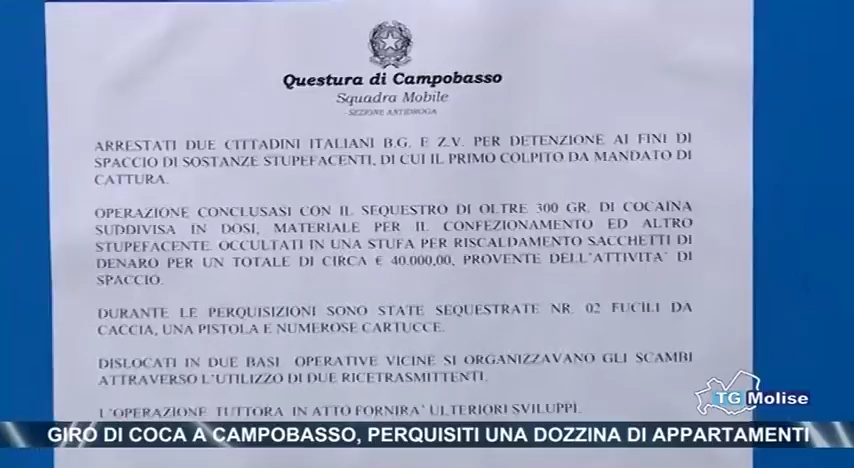 Questura di Campobasso
Squadra Mobile
- SEZIONE ANTIDROGA
ARRESTATI DUE CITTADINI ITALIANI B.G. E Z.V. PER DETENZIONE AI FINI DI
SPACCIO DI SOSTANZE STUPEFACENTI, DI CUI IL PRIMO COLPITO DA MANDATO DI
CATTURA.
OPERAZIONE CONCLUSASI CON IL SEQUESTRO DI OLTRE 300 GR. DI COCAINA
SUDDIVISA IN DOSI, MATERIALE PER IL CONFEZIONAMENTO ED ALTRO
STUPEFACENTE. OCCULTATI IN UNA STUFA PER RISCALDAMENTO SACCHETTI DI
DENARO PER UN TOTALE DI CIRCA € 40.000,00, PROVENTE DELL'ATTIVITA' DI
SPACCIO.
DURANTE LE PERQUISIZIONI SONO STATE SEQUESTRATE NR. 02 FUCILI DA
CACCIA, UNA PISTOLA E NUMEROSE CARTUCCE.
DISLOCATI IN DUE BASI OPERATIVE VICINE SI ORGANIZZAVANO GLI SCAMBI
ATTRAVERSO L'UTILIZZO DI DUE RICETRASMITTENTI.
L'OPERAZIONE TUTTORA IN ATTO FORNIRA' ULTERIORI SVILUPPI.
TG Molise
GIRO DI COCA A CAMPOBASSO, PERQUISITI UNA DOZZINA DI APPARTAMENTI